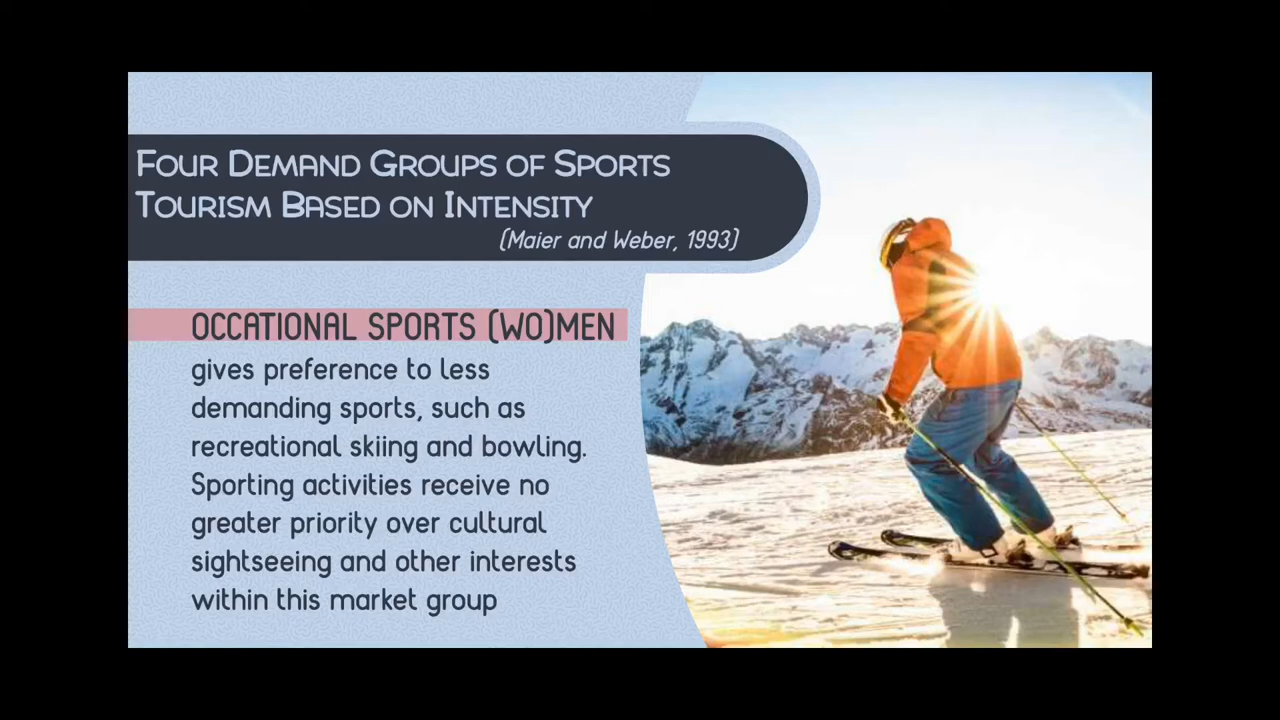 Four Demand Groups of Sports
Tourism Based on Intensity
(Maier and Weber, 1993)
OCCATIONAL SPORTS (WO)MEN
gives preference to less
demanding sports, such as
recreational skiing and bowling.
Sporting activities receive no
greater priority over cultural
sightseeing and other interests
within this market group